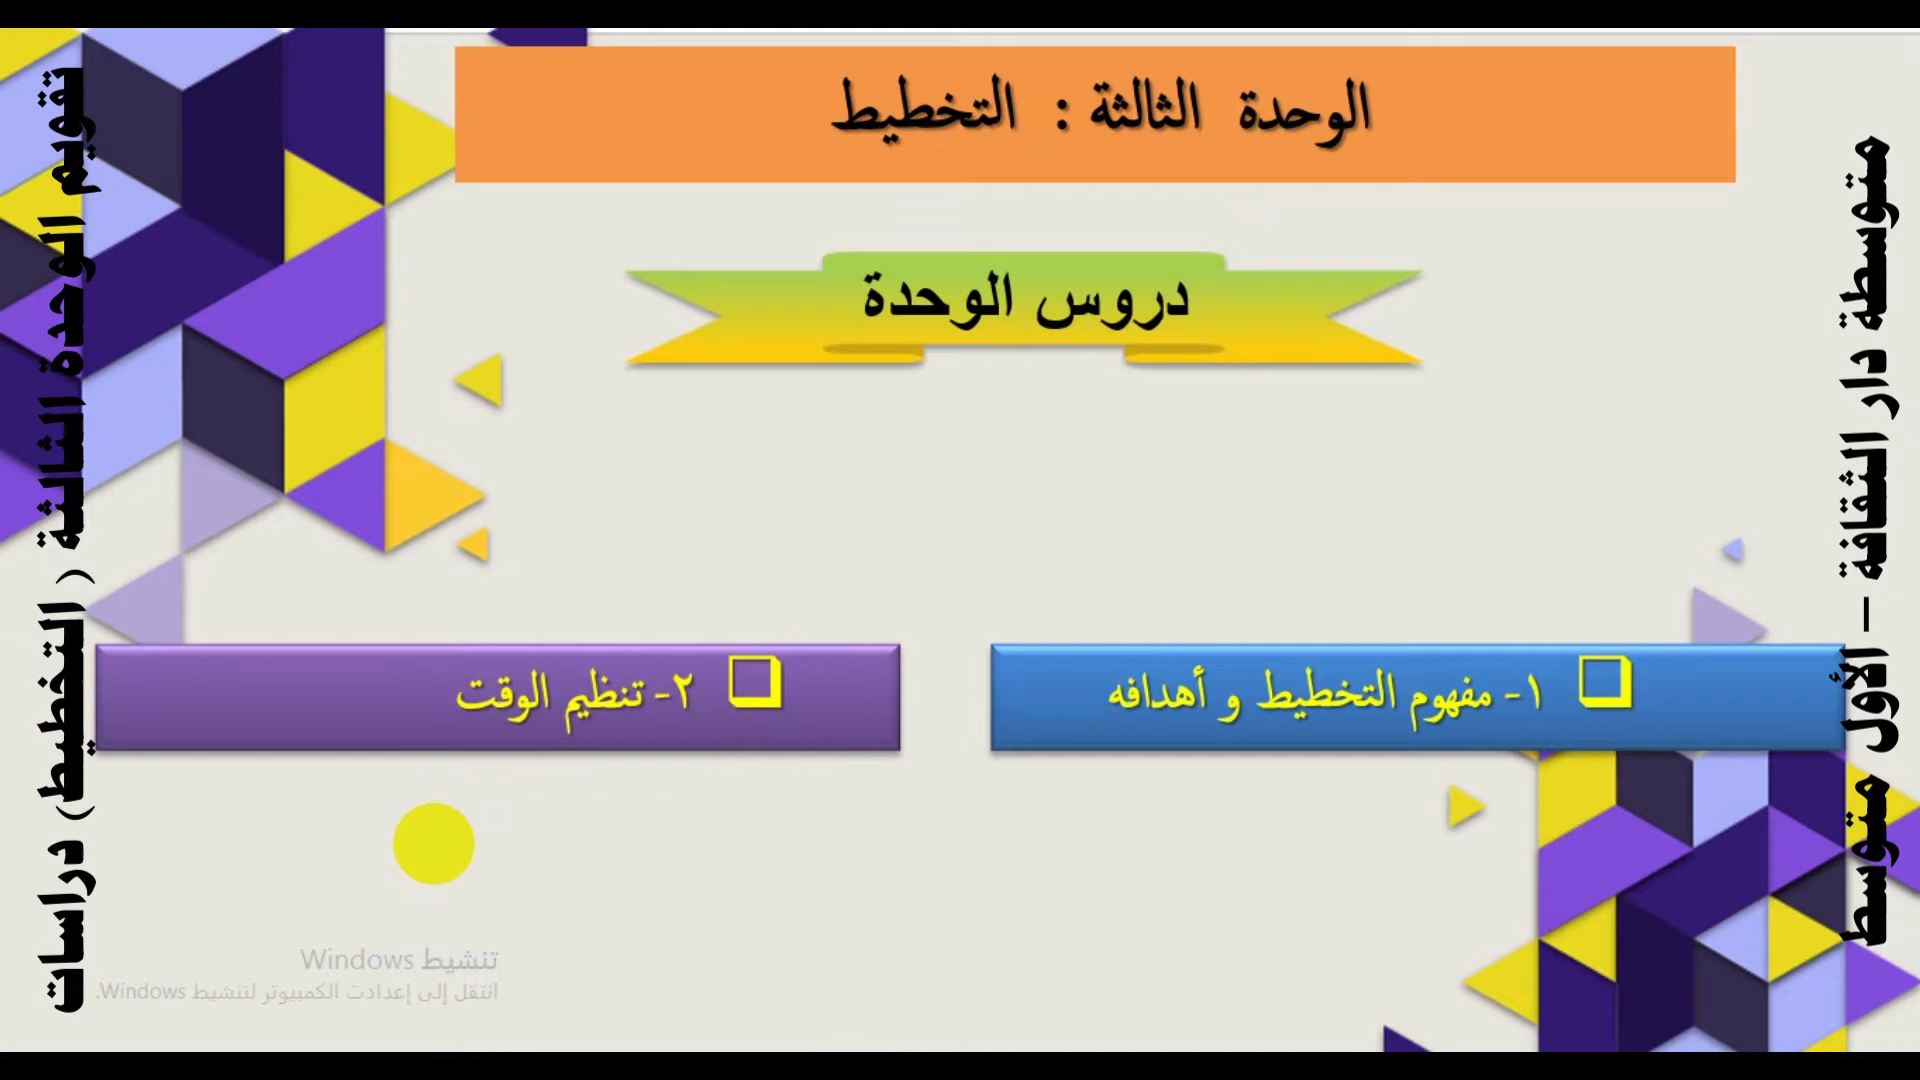 الوحدة الثالثة : التخطيط
دروس الوحدة
١- مفهوم التخطيط و أهدافه
٢- تنظيم الوقت
متوسطة دار الثقافة – الأول متوسط
تقويم الوحدة الثالثة ( التخطيط) دراسات
تنشيط Windows
انتقل إلى إعدادت الكمبيوتر لتنشيط Windows.